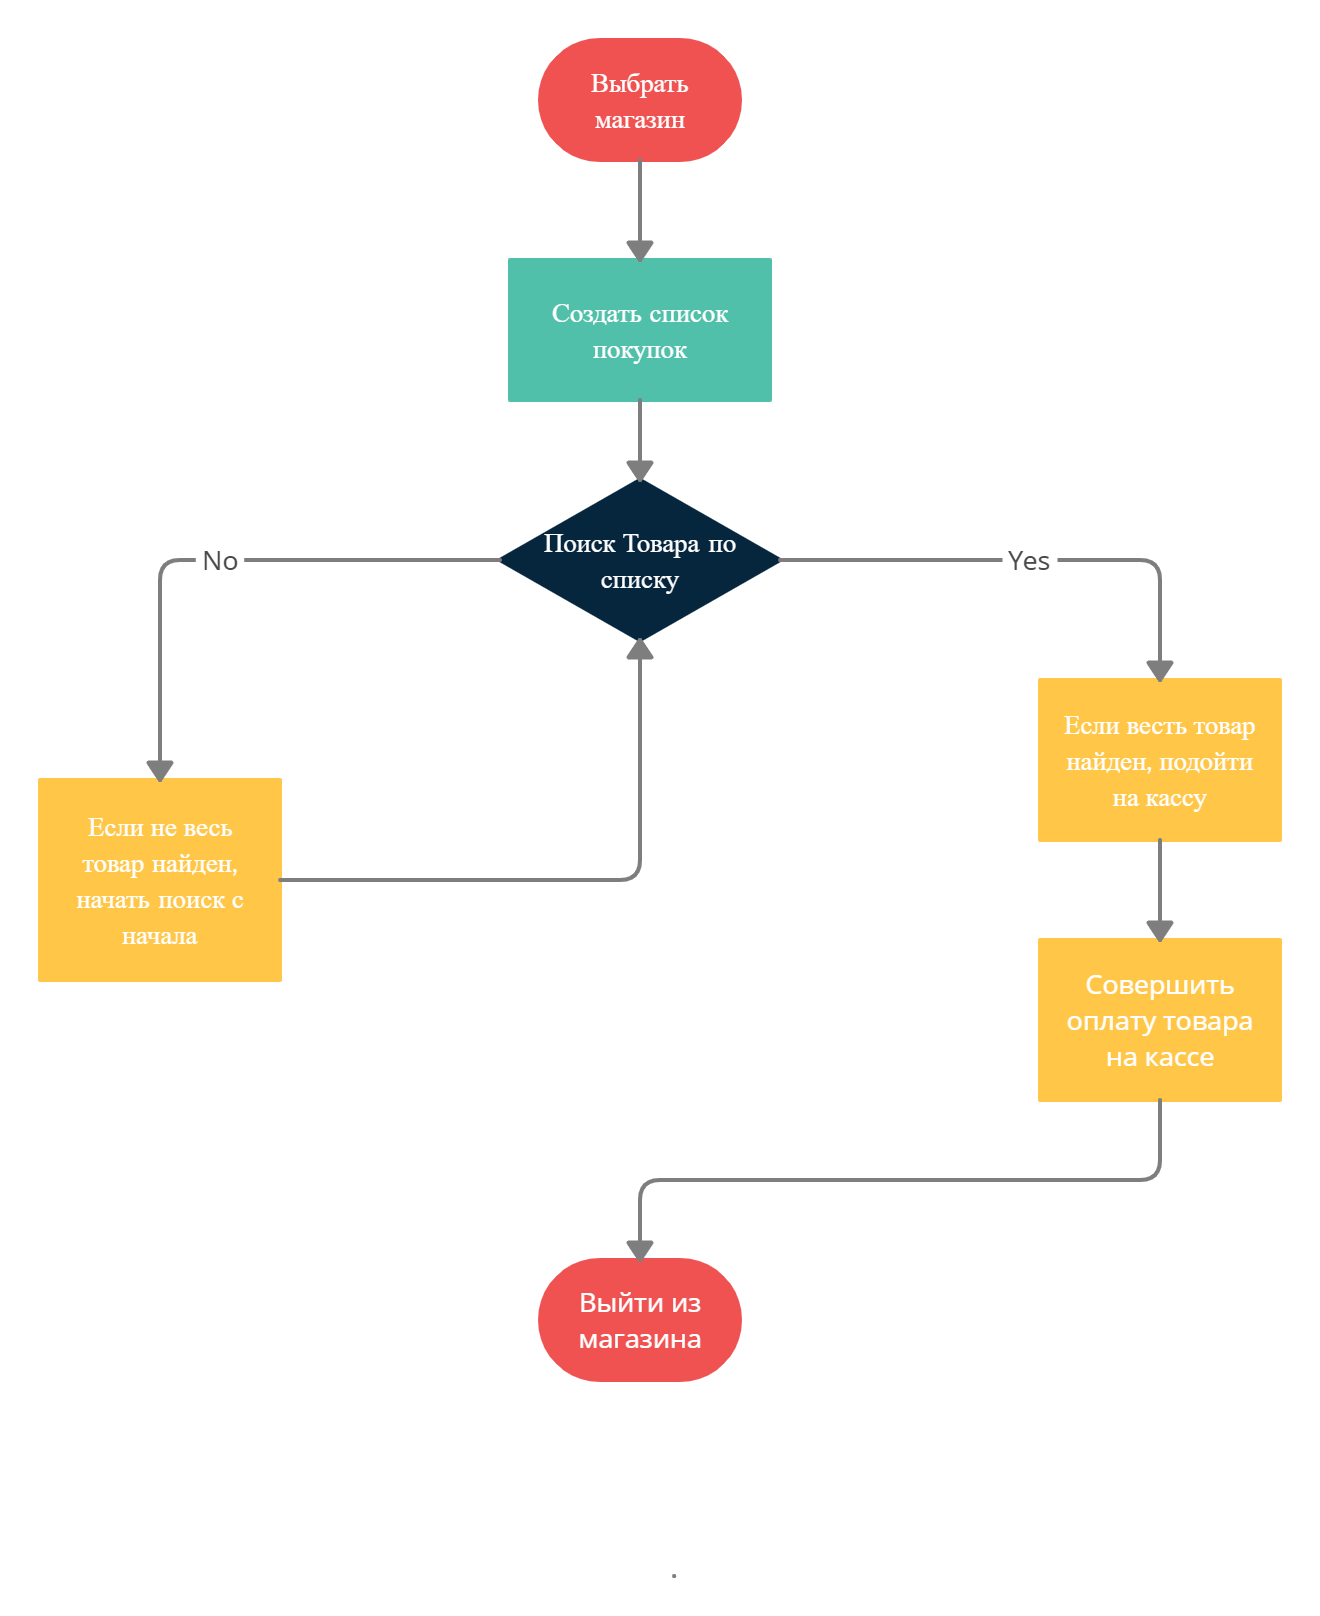 Выбрать
магазин
Создать список
покупок
Поиск Товара по
списку
No
Yes
Если весть товар
найден, подойти
на кассу
Если не весь
товар найден,
начать поиск с
начала
Совершить
оплату товара
на кассе
Выйти из
магазина
.